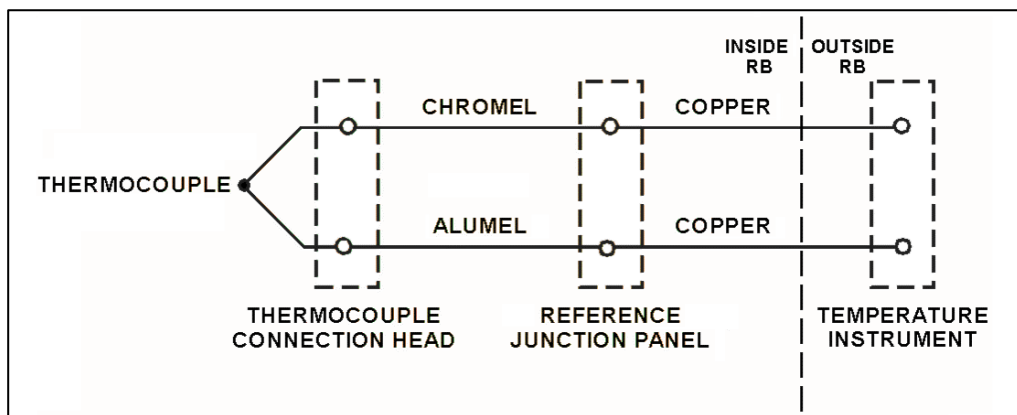 INSIDE
RB
OUTSIDE
RB
CHROMEL
COPPER
THERMOCOUPLE
ALUMEL
COPPER
THERMOCOUPLE
CONNECTION HEAD
REFERENCE
JUNCTION PANEL
TEMPERATURE
INSTRUMENT